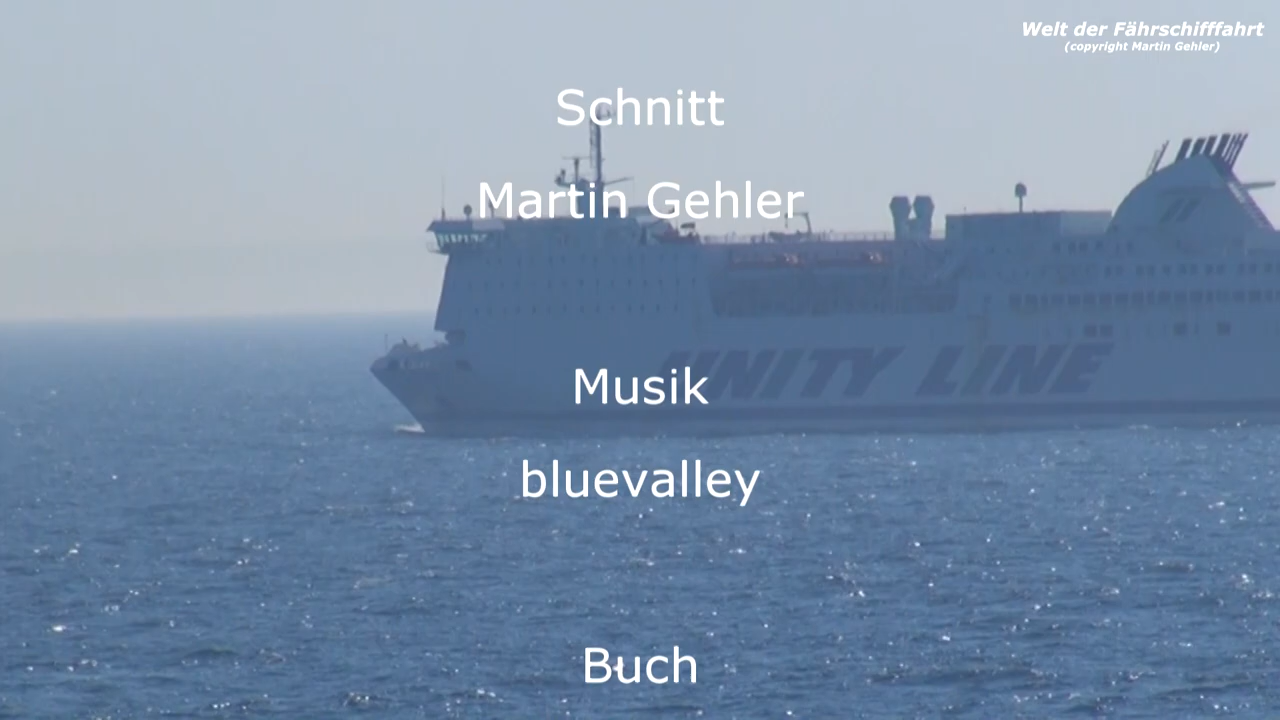 Welt der Fährschifffahrt
(copyright Martin Gehler)
Schnitt
Martin Gehler
UNITY LINE
Musik
bluevalley
Buch